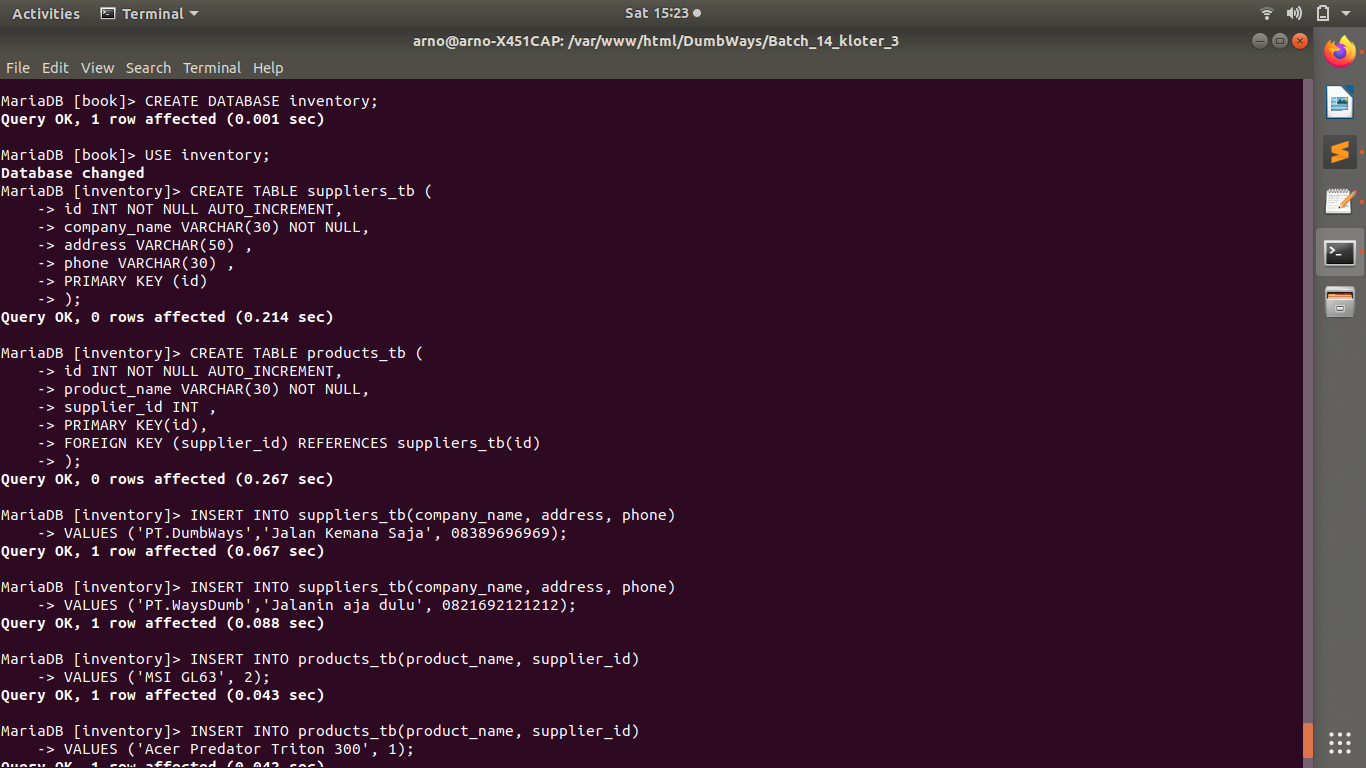 Activities Terminal Sat 15:23
arno@arno-X451CAP: /var/www/html/DumbWays/Batch_14_kloter_3
File Edit View Search Terminal Help
MariaDB [book]> CREATE DATABASE inventory;
Query OK, 1 row affected (0.001 sec)
MariaDB [book]> USE inventory;
Database changed
MariaDB [inventory]> CREATE TABLE suppliers_tb (
-> id INT NOT NULL AUTO_INCREMENT,
-> company_name VARCHAR(30) NOT NULL,
-> address VARCHAR(50) ,
-> phone VARCHAR(30) ,
-> PRIMARY KEY (id)
-> );
Query OK, 0 rows affected (0.214 sec)
MariaDB [inventory]> CREATE TABLE products_tb (
-> id INT NOT NULL AUTO_INCREMENT,
-> product_name VARCHAR(30) NOT NULL,
-> supplier_id INT ,
-> PRIMARY KEY(id),
-> FOREIGN KEY (supplier_id) REFERENCES suppliers_tb(id)
-> );
Query OK, 0 rows affected (0.267 sec)
MariaDB [inventory]> INSERT INTO suppliers_tb(company_name, address, phone)
-> VALUES ('PT.DumbWays','Jalan Kemana Saja', 08389696969);
Query OK, 1 row affected (0.067 sec)
MariaDB [inventory]> INSERT INTO suppliers_tb(company_name, address, phone)
-> VALUES ('PT.WaysDumb','Jalanin aja dulu', 0821692121212);
Query OK, 1 row affected (0.088 sec)
MariaDB [inventory]> INSERT INTO products_tb(product_name, supplier_id)
-> VALUES ('MSI GL63', 2);
Query OK, 1 row affected (0.043 sec)
MariaDB [inventory]> INSERT INTO products_tb(product_name, supplier_id)
-> VALUES ('Acer Predator Triton 300', 1);
Query OK, 1 row affected (0.042 sec)